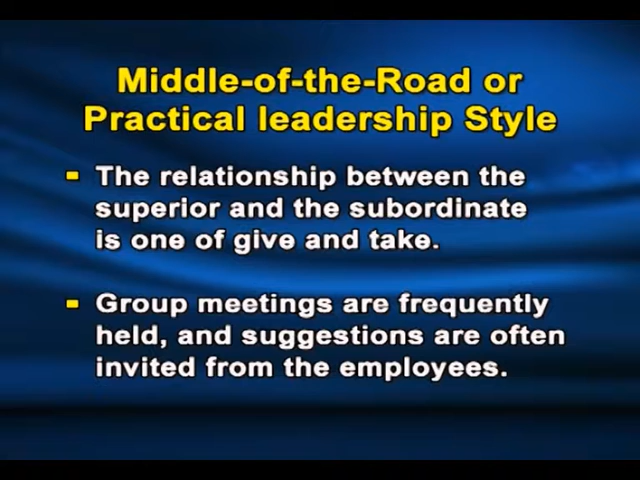 Middle-of-the-Road or
Practical leadership Style
The relationship between the
superior and the subordinate
is one of give and take.
Group meetings are frequently
held, and suggestions are often
invited from the employees.